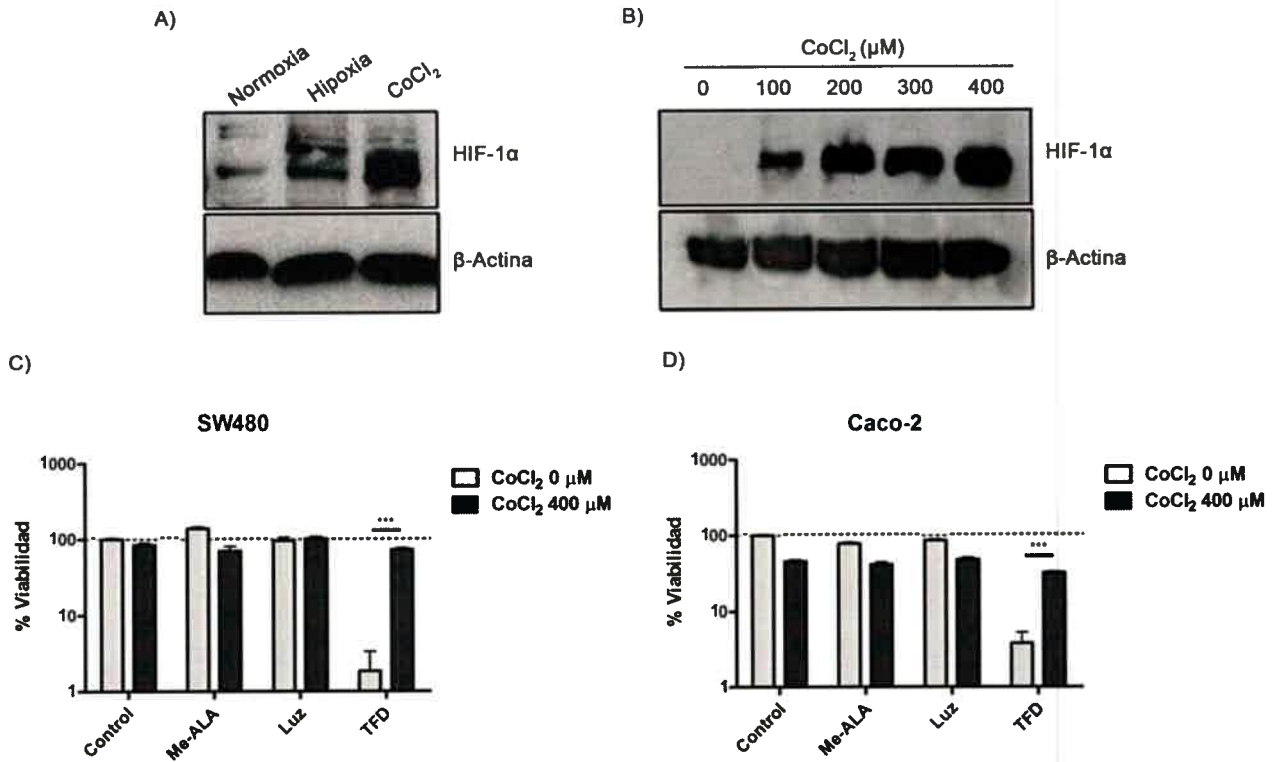 A)
Normoxia Hipoxia CoCl₂
HIF-1α
β-Actina
B)
CoCl₂ (µM)
0 100 200 300 400
HIF-1α
β-Actina
C)
SW480
1000
100
10
1
% Viabilidad
CoCl₂ 0 µM
CoCl₂ 400 µM
***
Control Me-ALA Luz TFD
D)
Caco-2
1000
100
10
1
% Viabilidad
CoCl₂ 0 µM
CoCl₂ 400 µM
***
Control Me-ALA Luz TFD